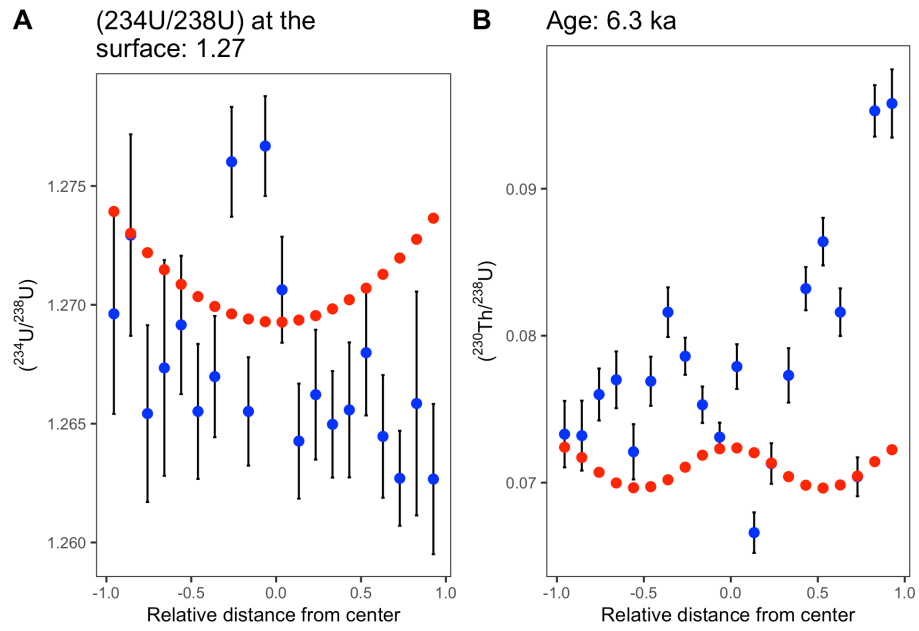 A
(234U/238U) at the
surface: 1.27
1.275
1.270
1.265
1.260
(²³⁴U/²³⁸U)
-1.0 -0.5 0.0 0.5 1.0
Relative distance from center
B
Age: 6.3 ka
0.09
0.08
0.07
(²³⁰Th/²³⁸U)
-1.0 -0.5 0.0 0.5 1.0
Relative distance from center